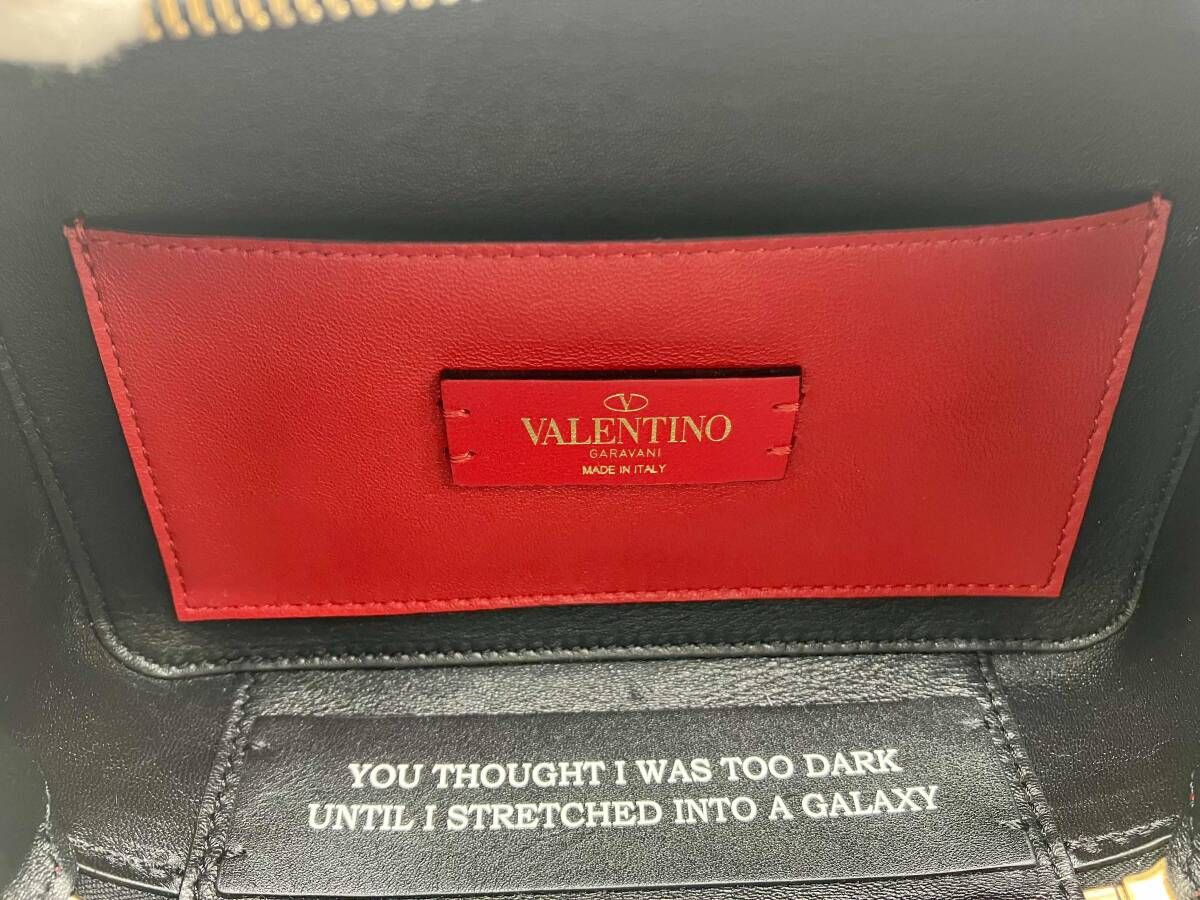 V
VALENTINO
GARAVANI
MADE IN ITALY
YOU THOUGHT I WAS TOO DARK
UNTIL I STRETCHED INTO A GALAXY